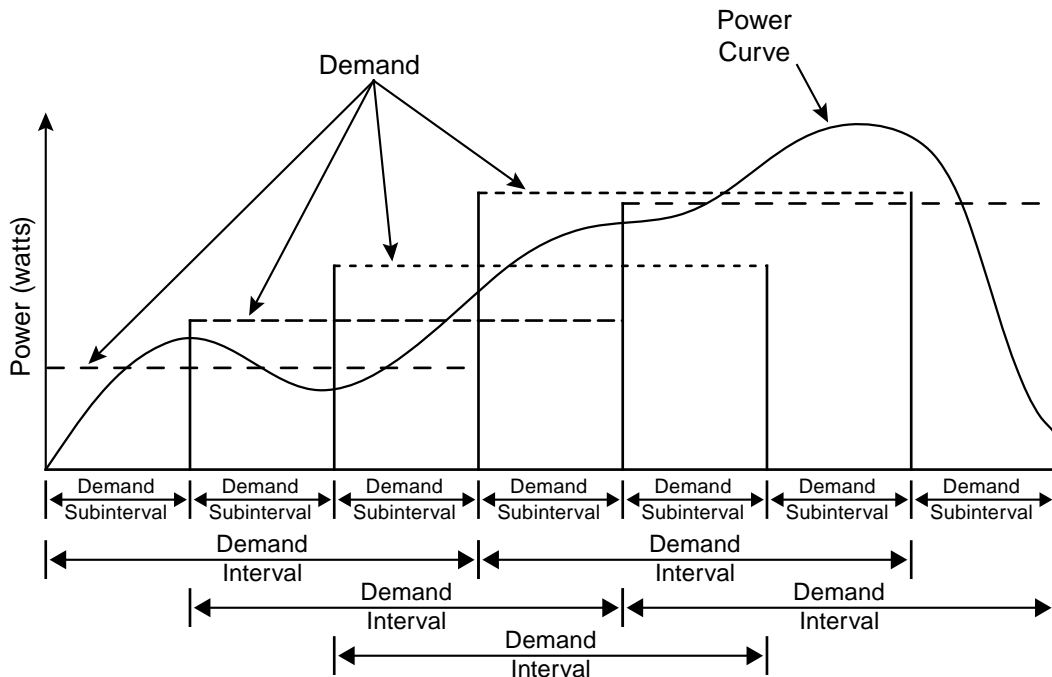 Power
Curve
Demand
Power (watts)
Demand
Subinterval
Demand
Subinterval
Demand
Subinterval
Demand
Subinterval
Demand
Subinterval
Demand
Subinterval
Demand
Subinterval
Demand
Interval
Demand
Interval
Demand
Interval
Demand
Interval
Demand
Interval